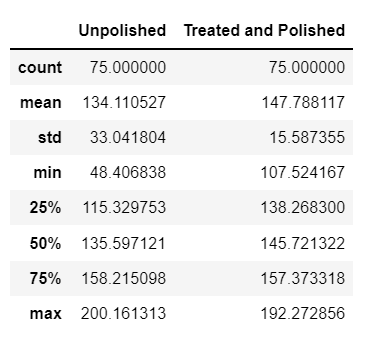 Unpolished Treated and Polished
count 75.000000 75.000000
mean 134.110527 147.788117
std 33.041804 15.587355
min 48.406838 107.524167
25% 115.329753 138.268300
50% 135.597121 145.721322
75% 158.215098 157.373318
max 200.161313 192.272856